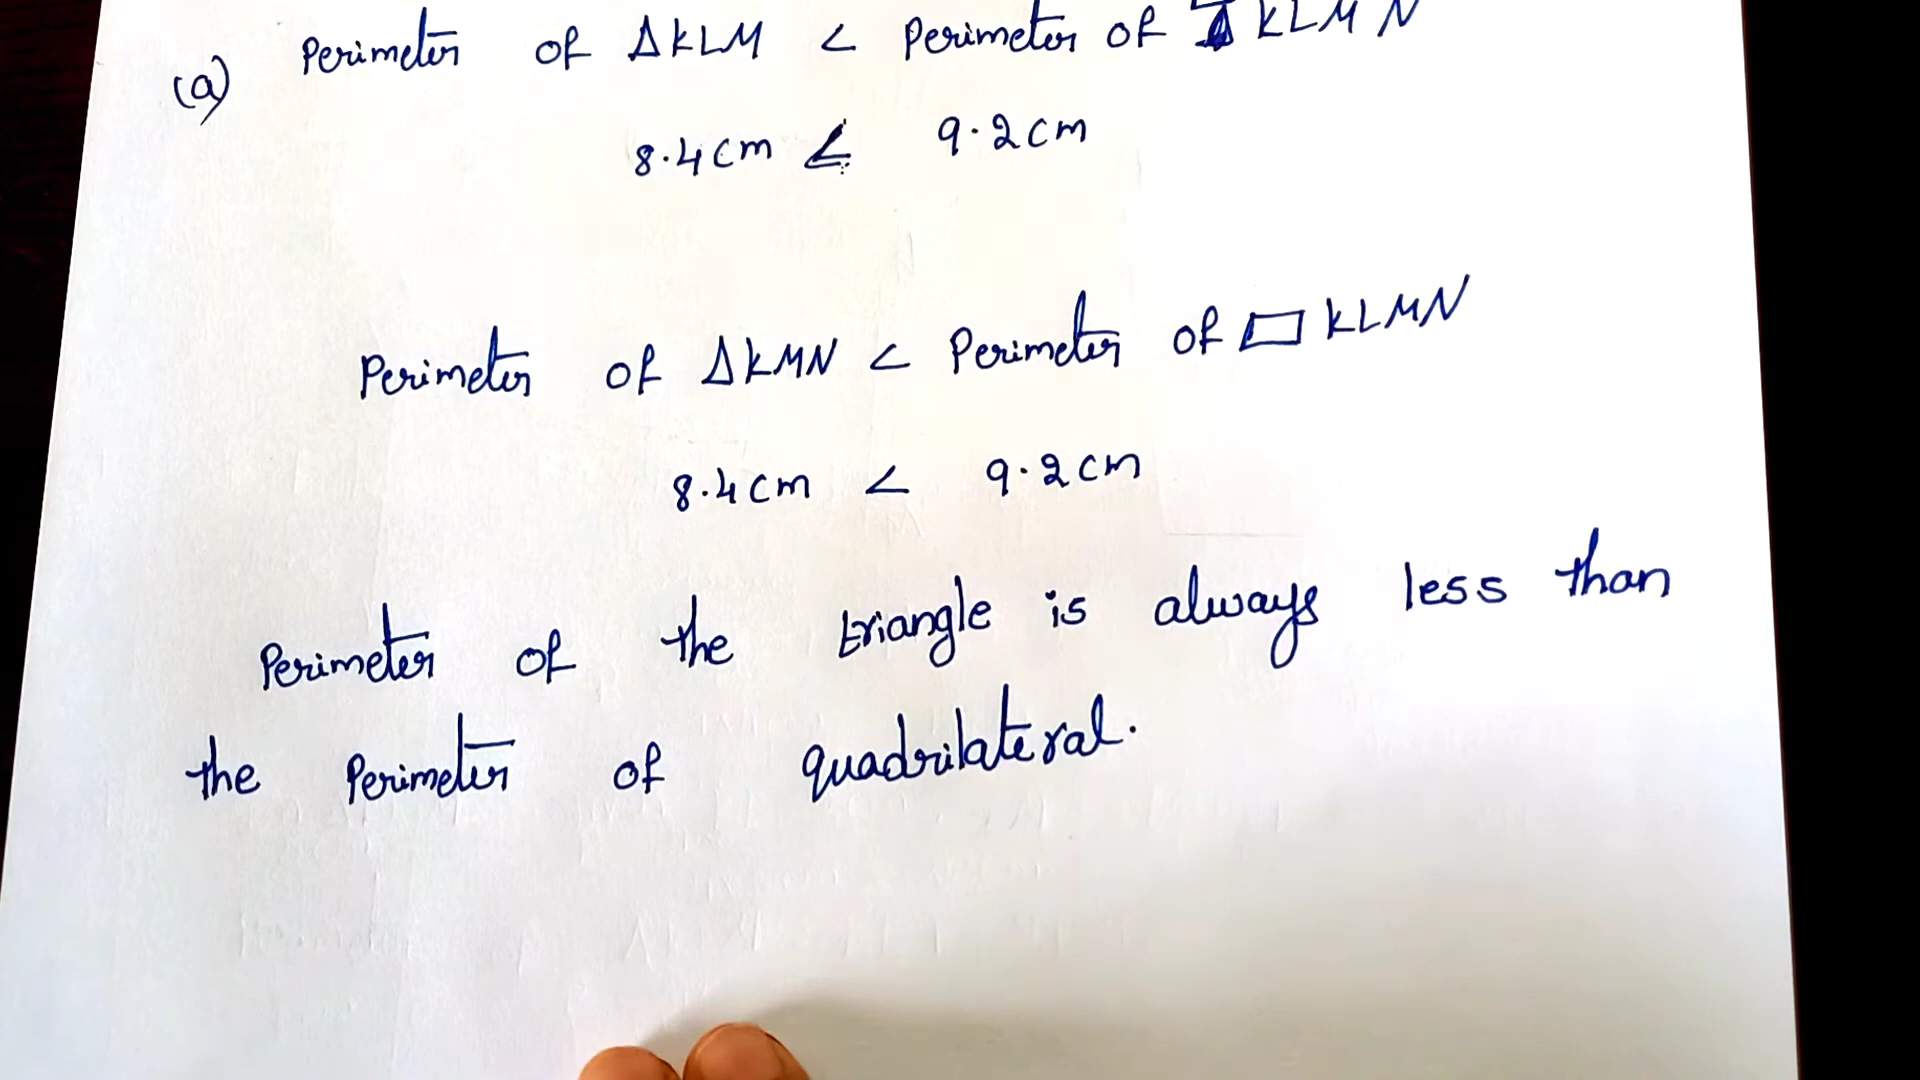 (a) Perimeter of ΔKLM < Perimeter of ▱ KLMN
8.4cm < 9.2cm
Perimeter of ΔKMN < Perimeter of ▱ KLMN
8.4cm < 9.2cm
Perimeter of the triangle is always less than
the Perimeter of quadrilateral.